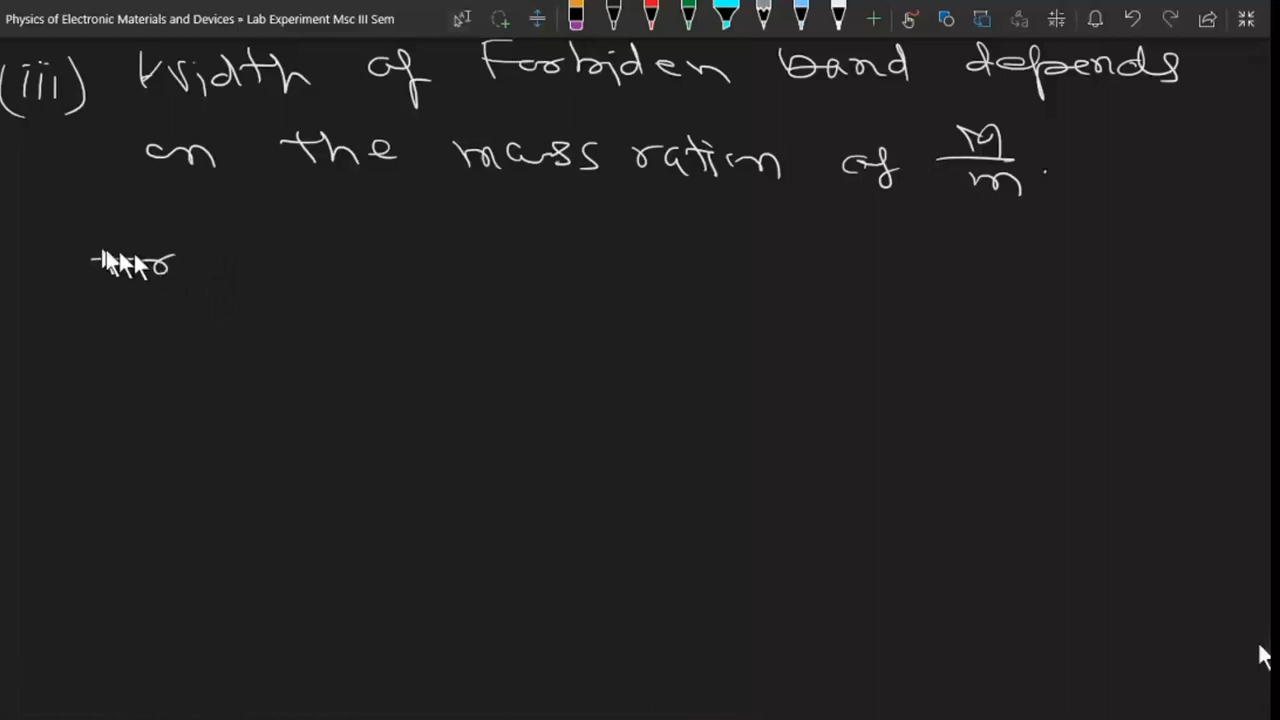 Physics of Electronic Materials and Devices » Lab Experiment Msc III Sem
(iii) Width of Forbiden band depends
on the mass ration of M/m.